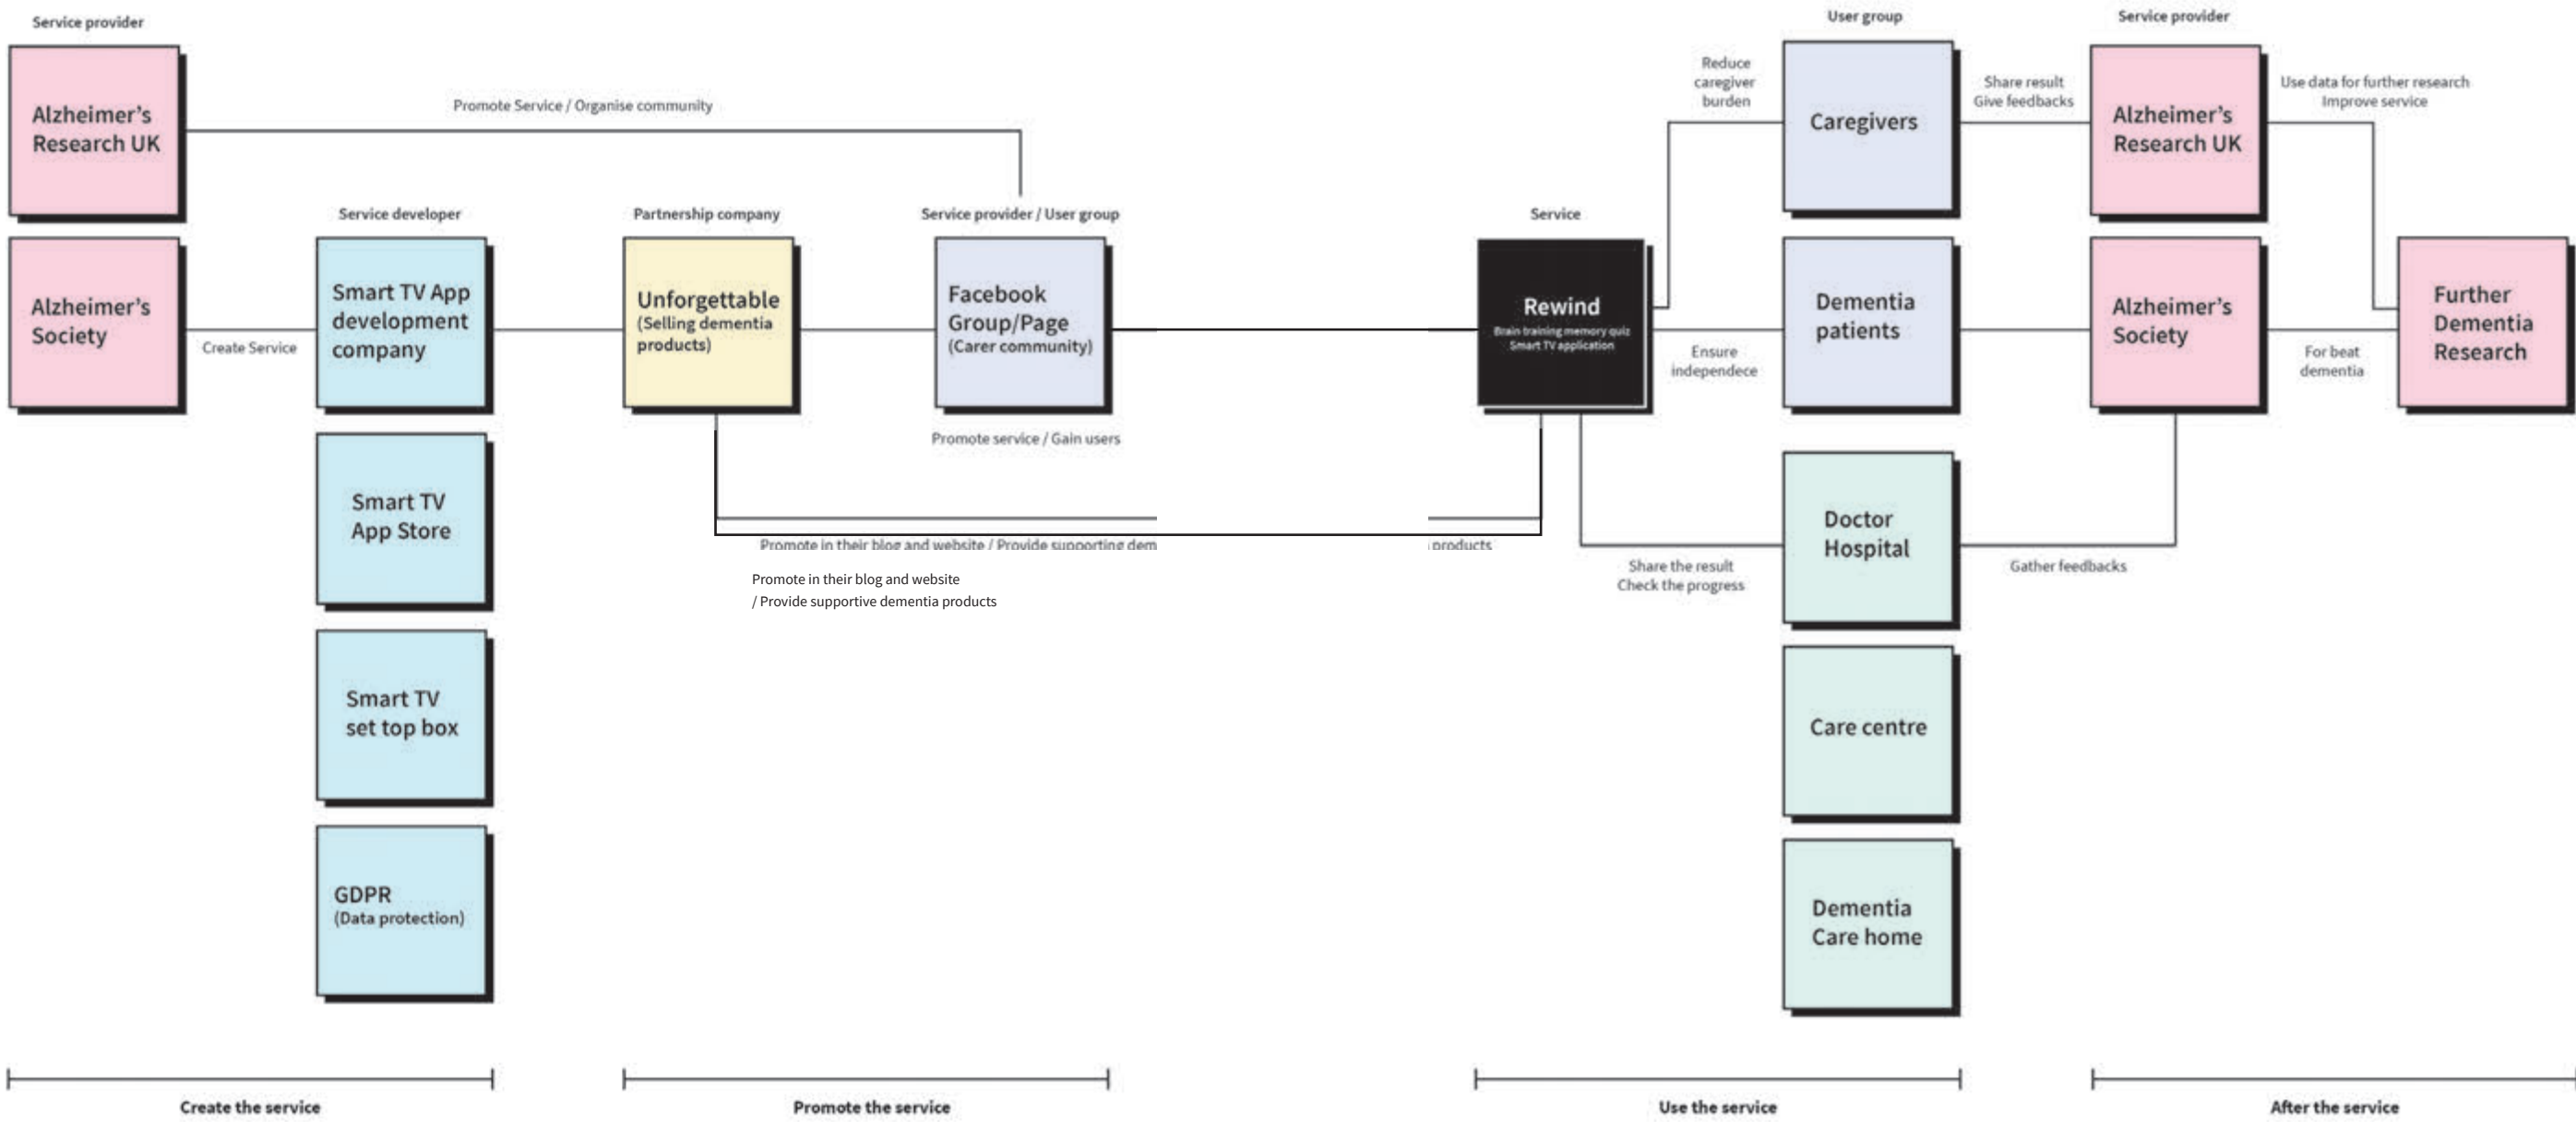 Service provider
Alzheimer's
Research UK
Promote Service / Organise community
Alzheimer's
Society
Create Service
Service developer
Smart TV App
development
company
Smart TV
App Store
Smart TV
set top box
GDPR
(Data protection)
Partnership company
Unforgettable
(Selling dementia
products)
Service provider / User group
Facebook
Group/Page
(Carer community)
Promote service / Gain users
Promote in their blog and website / Provide supporting dem
products
Promote in their blog and website
/ Provide supportive dementia products
Service
Rewind
Brain training memory quiz
Smart TV application
Reduce
caregiver
burden
Ensure
independece
Share the result
Check the progress
User group
Caregivers
Dementia
patients
Doctor
Hospital
Care centre
Dementia
Care home
Share result
Give feedbacks
Gather feedbacks
Service provider
Alzheimer's
Research UK
Alzheimer's
Society
Use data for further research
Improve service
For beat
dementia
Further
Dementia
Research
Create the service
Promote the service
Use the service
After the service